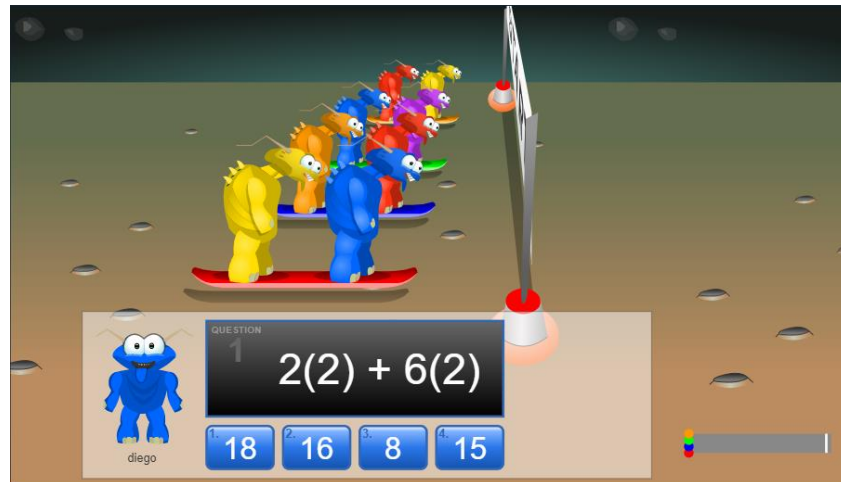 QUESTION
1
2(2) + 6(2)
1. 18
2. 16
3. 8
4. 15
diego